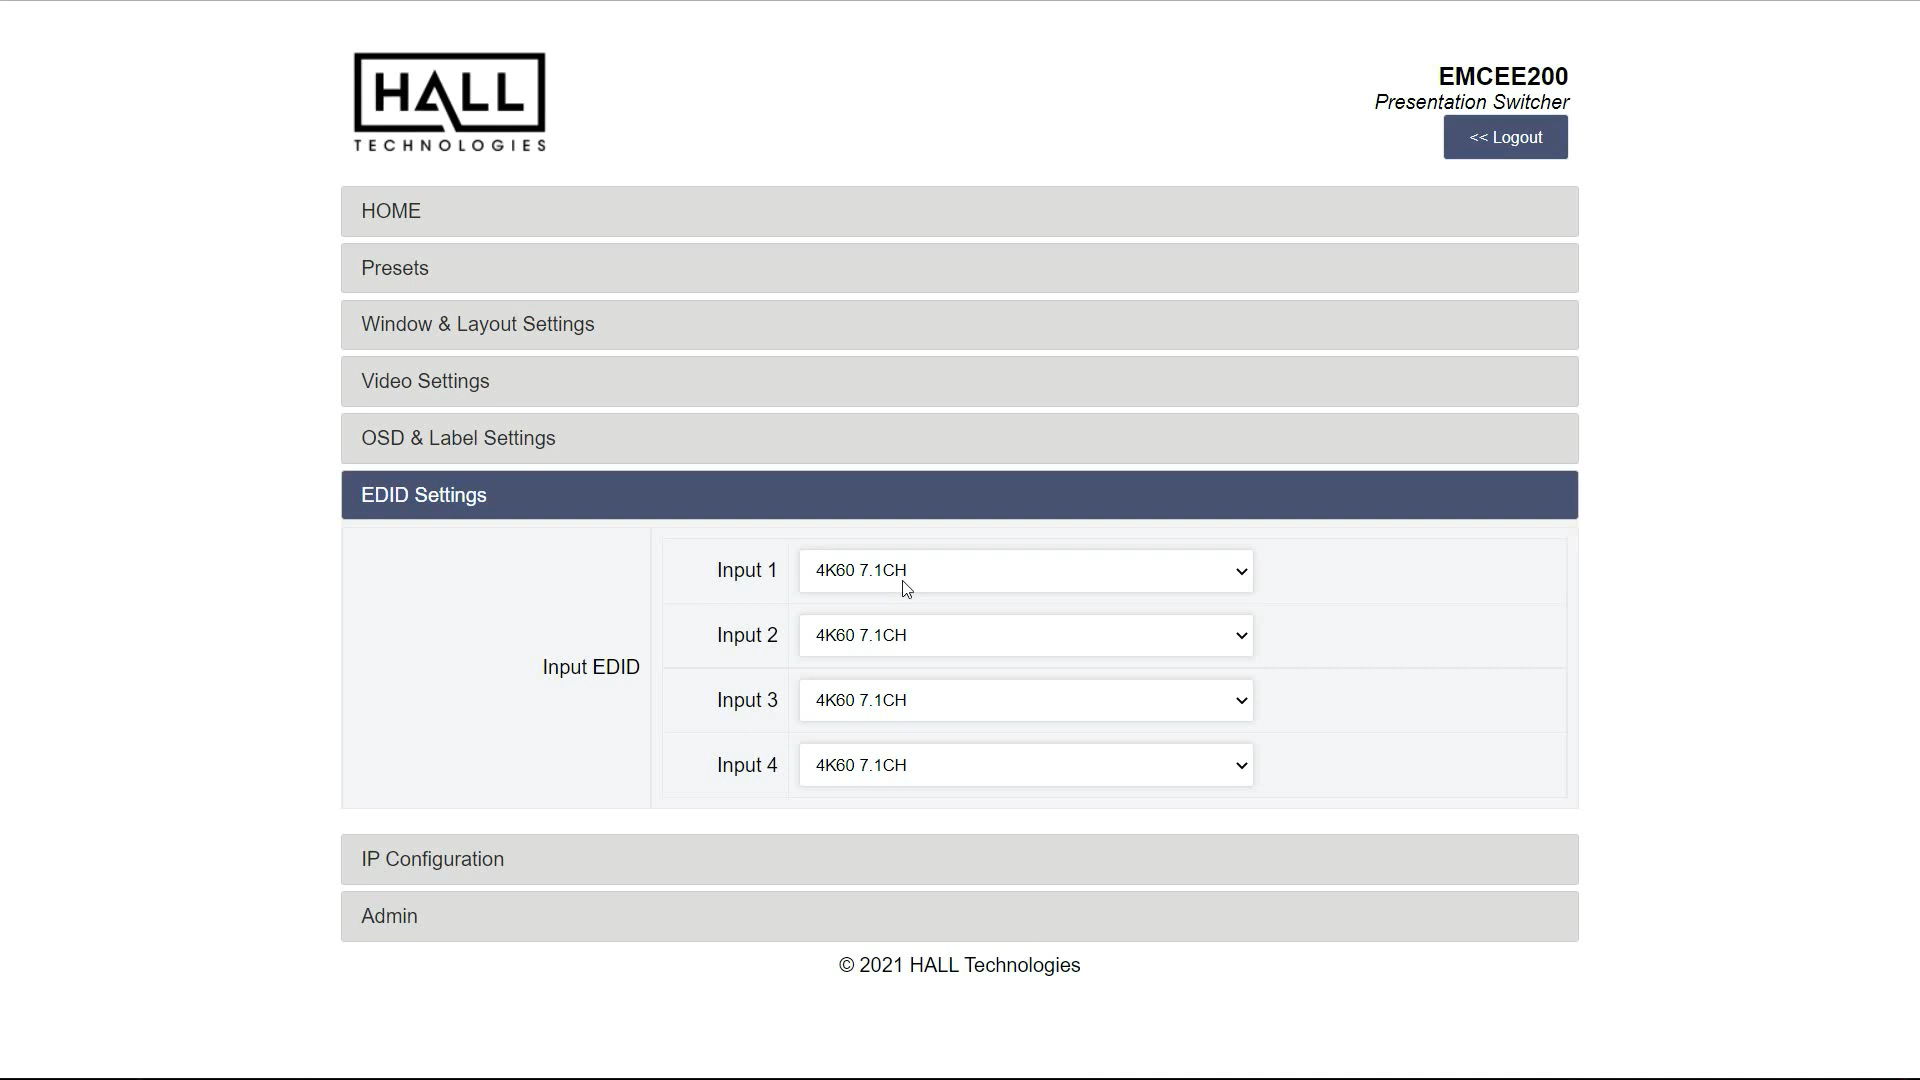 HALL
TECHNOLOGIES
EMCEE200
Presentation Switcher
<< Logout
HOME
Presets
Window & Layout Settings
Video Settings
OSD & Label Settings
EDID Settings
Input EDID
Input 1 4K60 7.1CH
Input 2 4K60 7.1CH
Input 3 4K60 7.1CH
Input 4 4K60 7.1CH
IP Configuration
Admin
© 2021 HALL Technologies